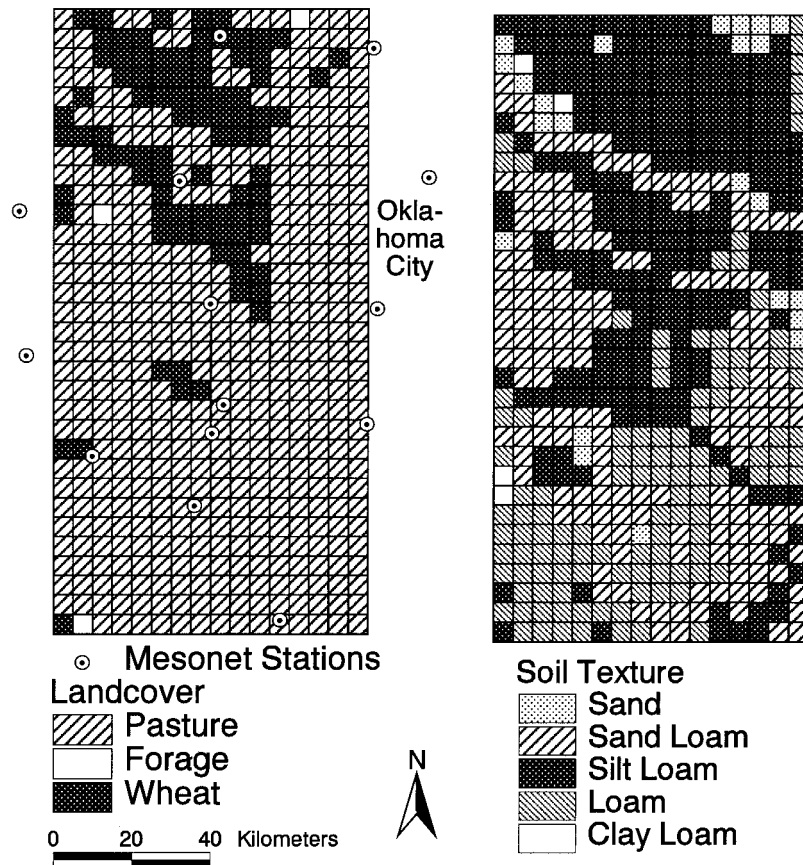 Okla-
homa
City
Mesonet Stations
Landcover
Pasture
Forage
Wheat
0 20 40 Kilometers
N
Soil Texture
Sand
Sand Loam
Silt Loam
Loam
Clay Loam